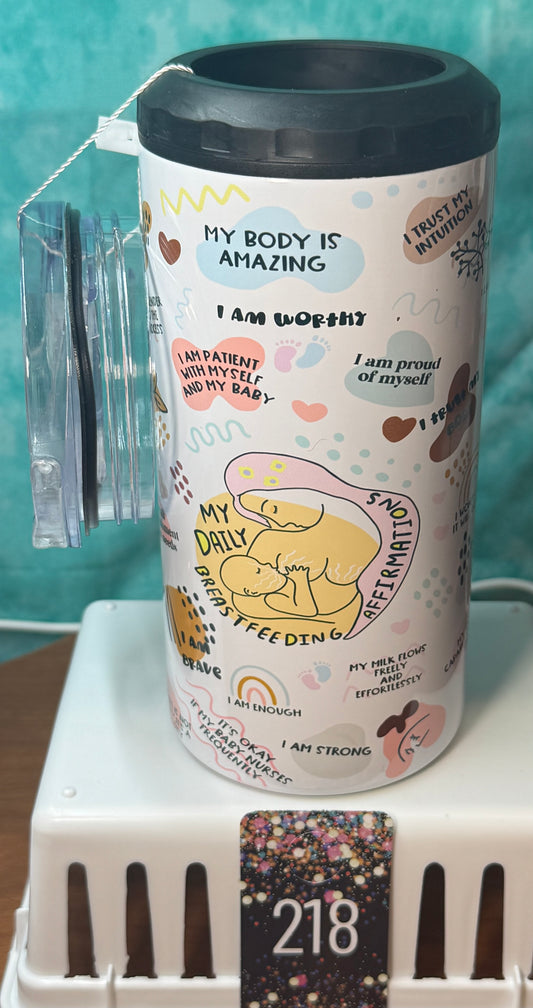 MY BODY IS
AMAZING
I TRUST MY
INTUITION
I AM WORTHY
I AM PATIENT
WITH MYSELF
AND MY BABY
I am proud
of myself
MY
DAILY
BREASTFEEDING
AFFIRMATIONS
I AM
BRAVE
MY MILK FLOWS
FREELY
AND
EFFORTLESSLY
I AM ENOUGH
IT'S OKAY
IF MY BABY NURSES
FREQUENTLY
I AM STRONG
218